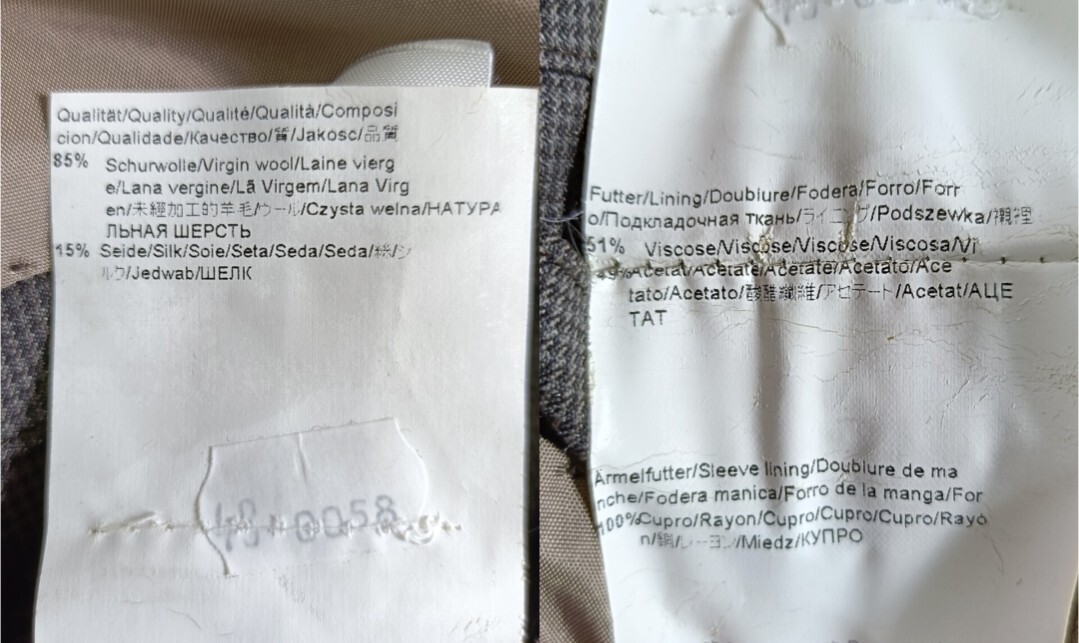 Qualität/Quality/Qualité/Qualità/Composi
cion/Qualidade/Качество/質/Jakosc/品質
85% Schurwolle/Virgin wool/Laine vierg
e/Lana vergine/Lã Virgem/Lana Virg
en/未經加工的羊毛/ウール/Czysta welna/НАТУРА
ЛЬНАЯ ШЕРСТЬ
15% Seide/Silk/Soie/Seta/Seda/Seda/絲/シ
ルク/Jedwab/ШЕЛК
Futter/Lining/Doublure/Fodera/Forro/Forr
o/Подкладочная ткань/ライニング/Podszewka/襯裡
51% Viscose/Viscose/Viscose/Viscosa/Vi
49% Acetat/Acetate/Acetate/Acetato/Ace
tato/Acetato/醋酸纖維/アセテート/Acetat/АЦЕ
ТАТ
Ärmelfutter/Sleeve lining/Doublure de ma
nche/Fodera manica/Forro de la manga/For
100% Cupro/Rayon/Cupro/Cupro/Cupro/Rayo
n/銅/レーヨン/Miedz/КУПРО